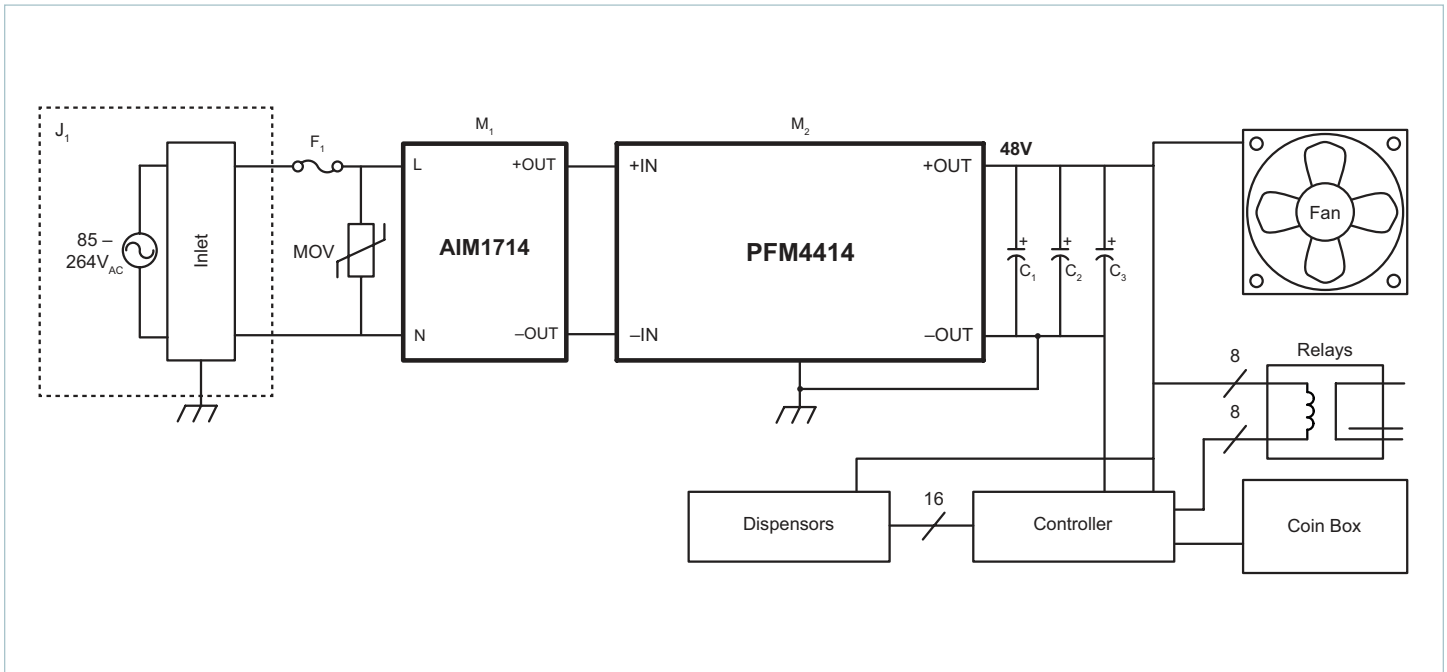 J1
85 –
264VAC
Inlet
F1
MOV
M1
L
+OUT
AIM1714
N
–OUT
M2
+IN
+OUT
PFM4414
–IN
–OUT
48V
+
C1
+
C2
+
C3
Fan
Relays
8
8
Dispensors
16
Controller
Coin Box